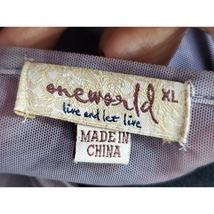 oneworld XL
live and let live
MADE IN
CHINA